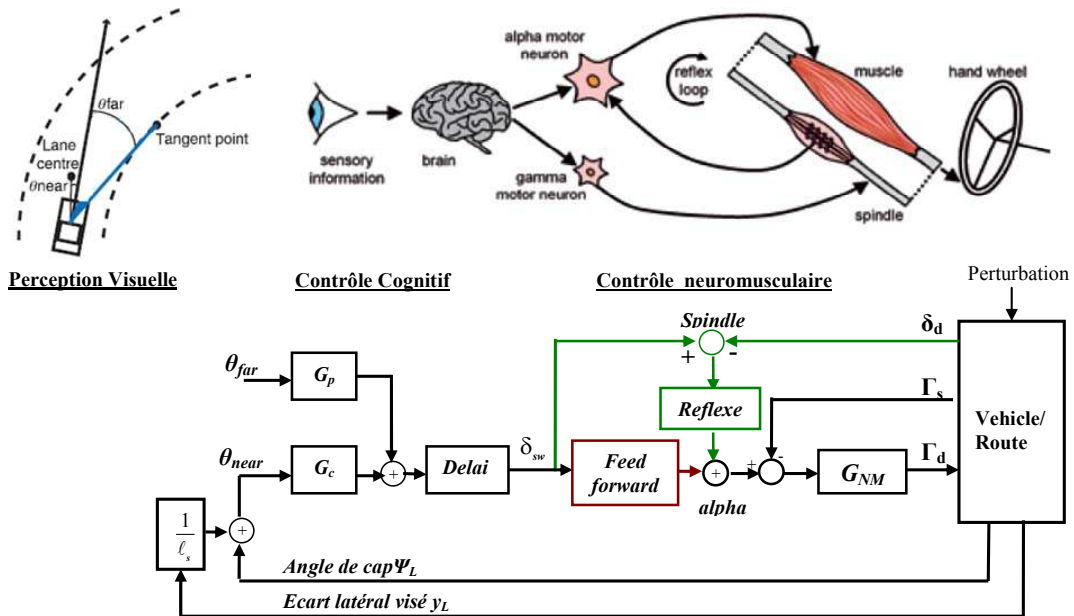 θfar
Lane
centre
θnear
Tangent point
sensory
information
brain
alpha motor
neuron
gamma
motor neuron
reflex
loop
muscle
spindle
hand wheel
Perception Visuelle
Contrôle Cognitif
Contrôle neuromusculaire
Perturbation
Spindle
+
-
δd
θfar
Gp
Reflexe
Γs
Vehicle/
Route
θnear
Gc
+
Delai
δsw
Feed
forward
+
alpha
+
-
GNM
Γd
1
ℓs
+
Angle de cap ΨL
Ecart latéral visé yL